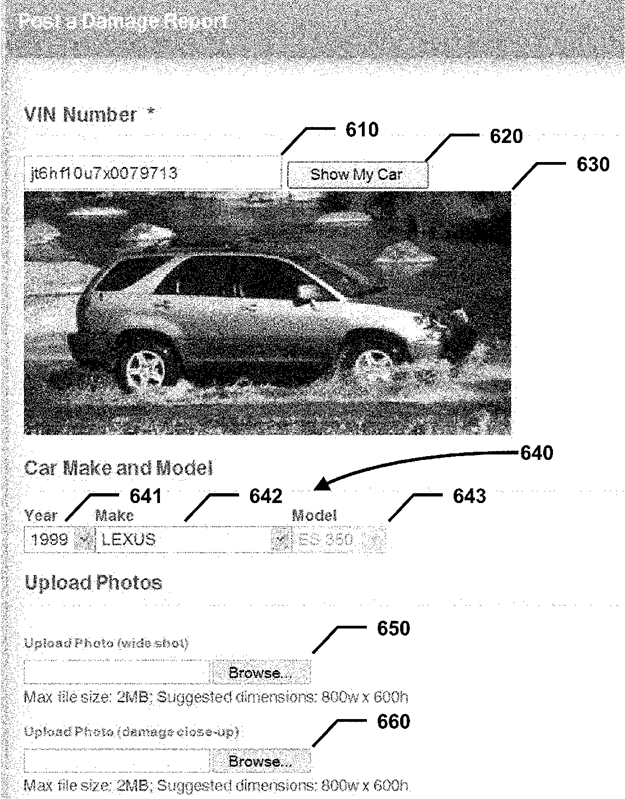 Post a Damage Report
VIN Number *
610
620
jt6hf10u7x0079713
Show My Car
630
Car Make and Model
640
641 642 643
Year Make Model
1999 LEXUS ES 350
Upload Photos
650
Upload Photo (wide shot)
Browse...
Max file size: 2MB; Suggested dimensions: 800w x 600h
660
Upload Photo (damage close-up)
Browse...
Max file size: 2MB; Suggested dimensions: 800w x 600h